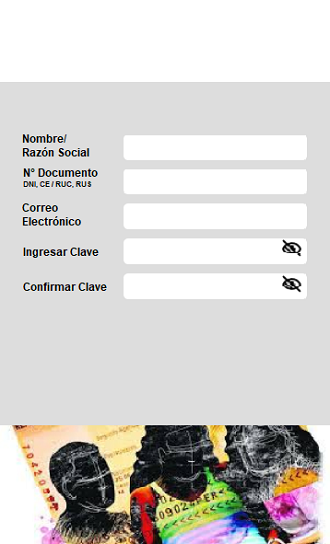 Nombre/
Razón Social
N° Documento
DNI, CE / RUC, RUS
Correo
Electrónico
Ingresar Clave
Confirmar Clave